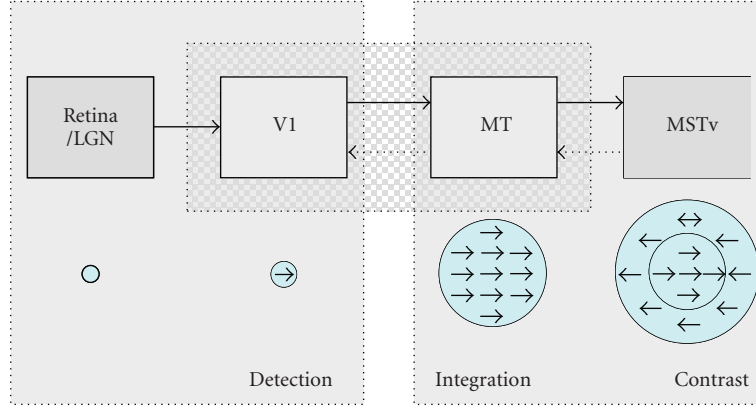 Retina
/LGN
V1
MT
MSTv
Detection
Integration
Contrast